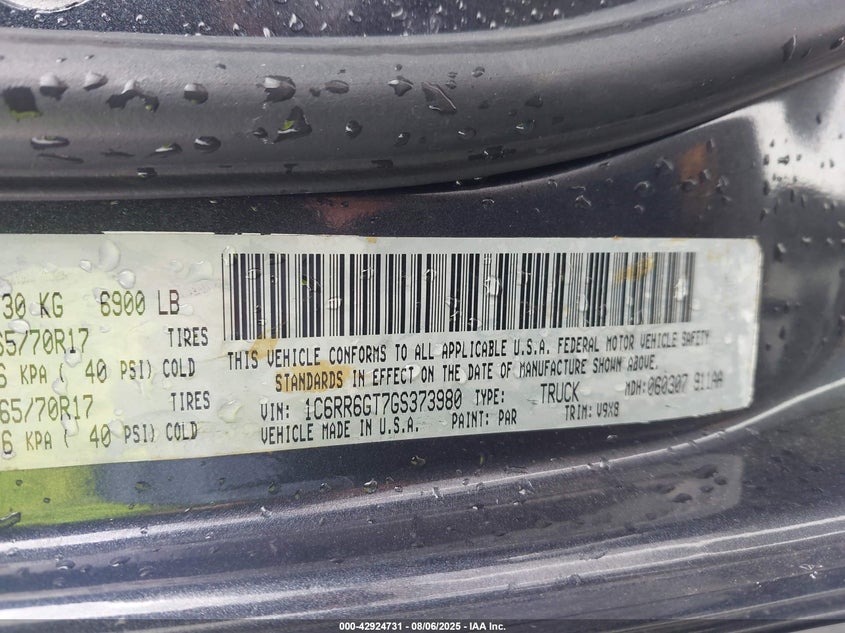 30 KG 6900 LB
65/70R17 TIRES
6 KPA ( 40 PSI) COLD
65/70R17 TIRES
6 KPA ( 40 PSI) COLD
THIS VEHICLE CONFORMS TO ALL APPLICABLE U.S.A. FEDERAL MOTOR VEHICLE SAFETY
STANDARDS IN EFFECT ON THE DATE OF MANUFACTURE SHOWN ABOVE.
VIN: 1C6RR6GT7GS373980 TYPE: TRUCK MDH:060307 911AA
VEHICLE MADE IN U.S.A. PAINT: PAR TRIM: V9X8
000-42924731 - 08/06/2025 - IAA Inc.